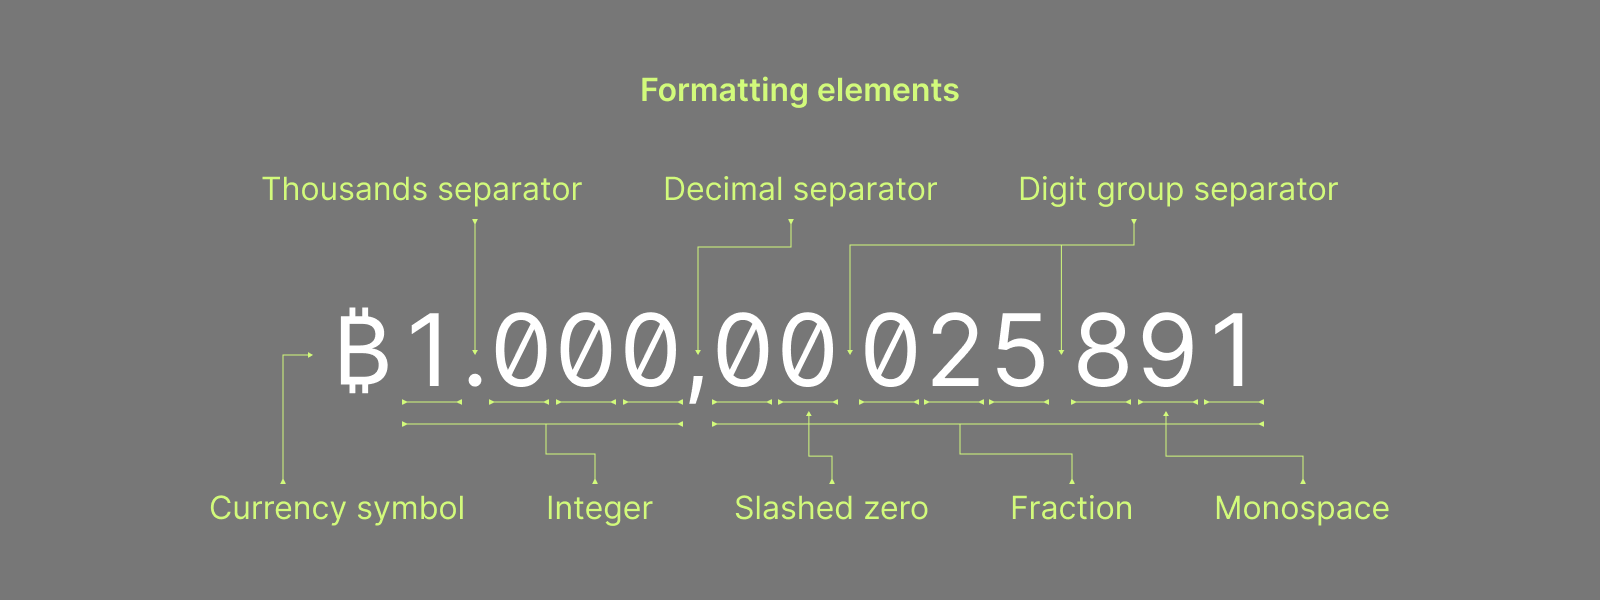 Formatting elements
Thousands separator Decimal separator Digit group separator
₿1.000,00 025 891
Currency symbol Integer Slashed zero Fraction Monospace